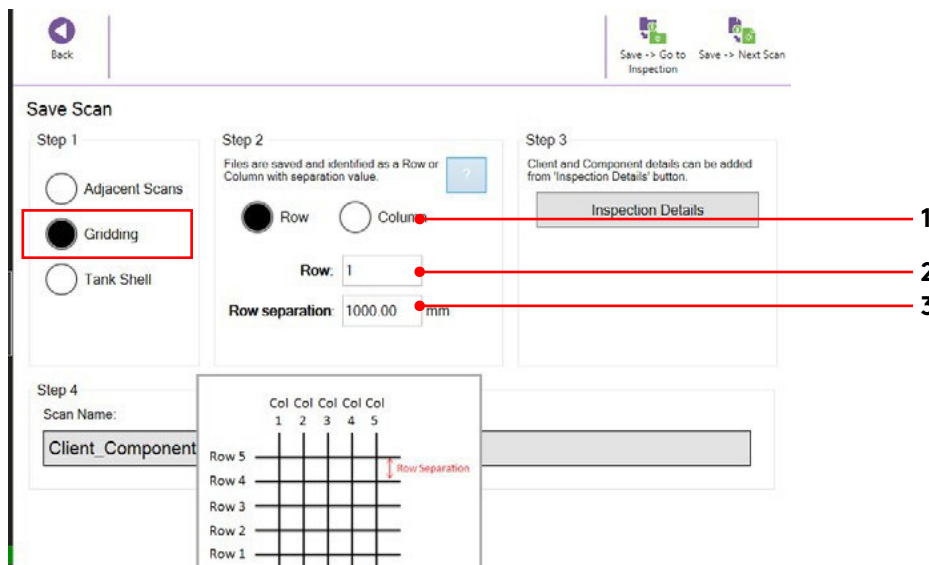 Back
Save -> Go to
Inspection
Save -> Next Scan
Save Scan
Step 1
Adjacent Scans
Gridding
Tank Shell
Step 2
Files are saved and identified as a Row or
Column with separation value.
?
Row
Column
Row:
1
Row separation:
1000.00
mm
Step 3
Client and Component details can be added
from 'Inspection Details' button.
Inspection Details
1
2
3
Step 4
Scan Name:
Client_Component
Col Col Col Col Col
1 2 3 4 5
Row 5
Row Separation
Row 4
Row 3
Row 2
Row 1